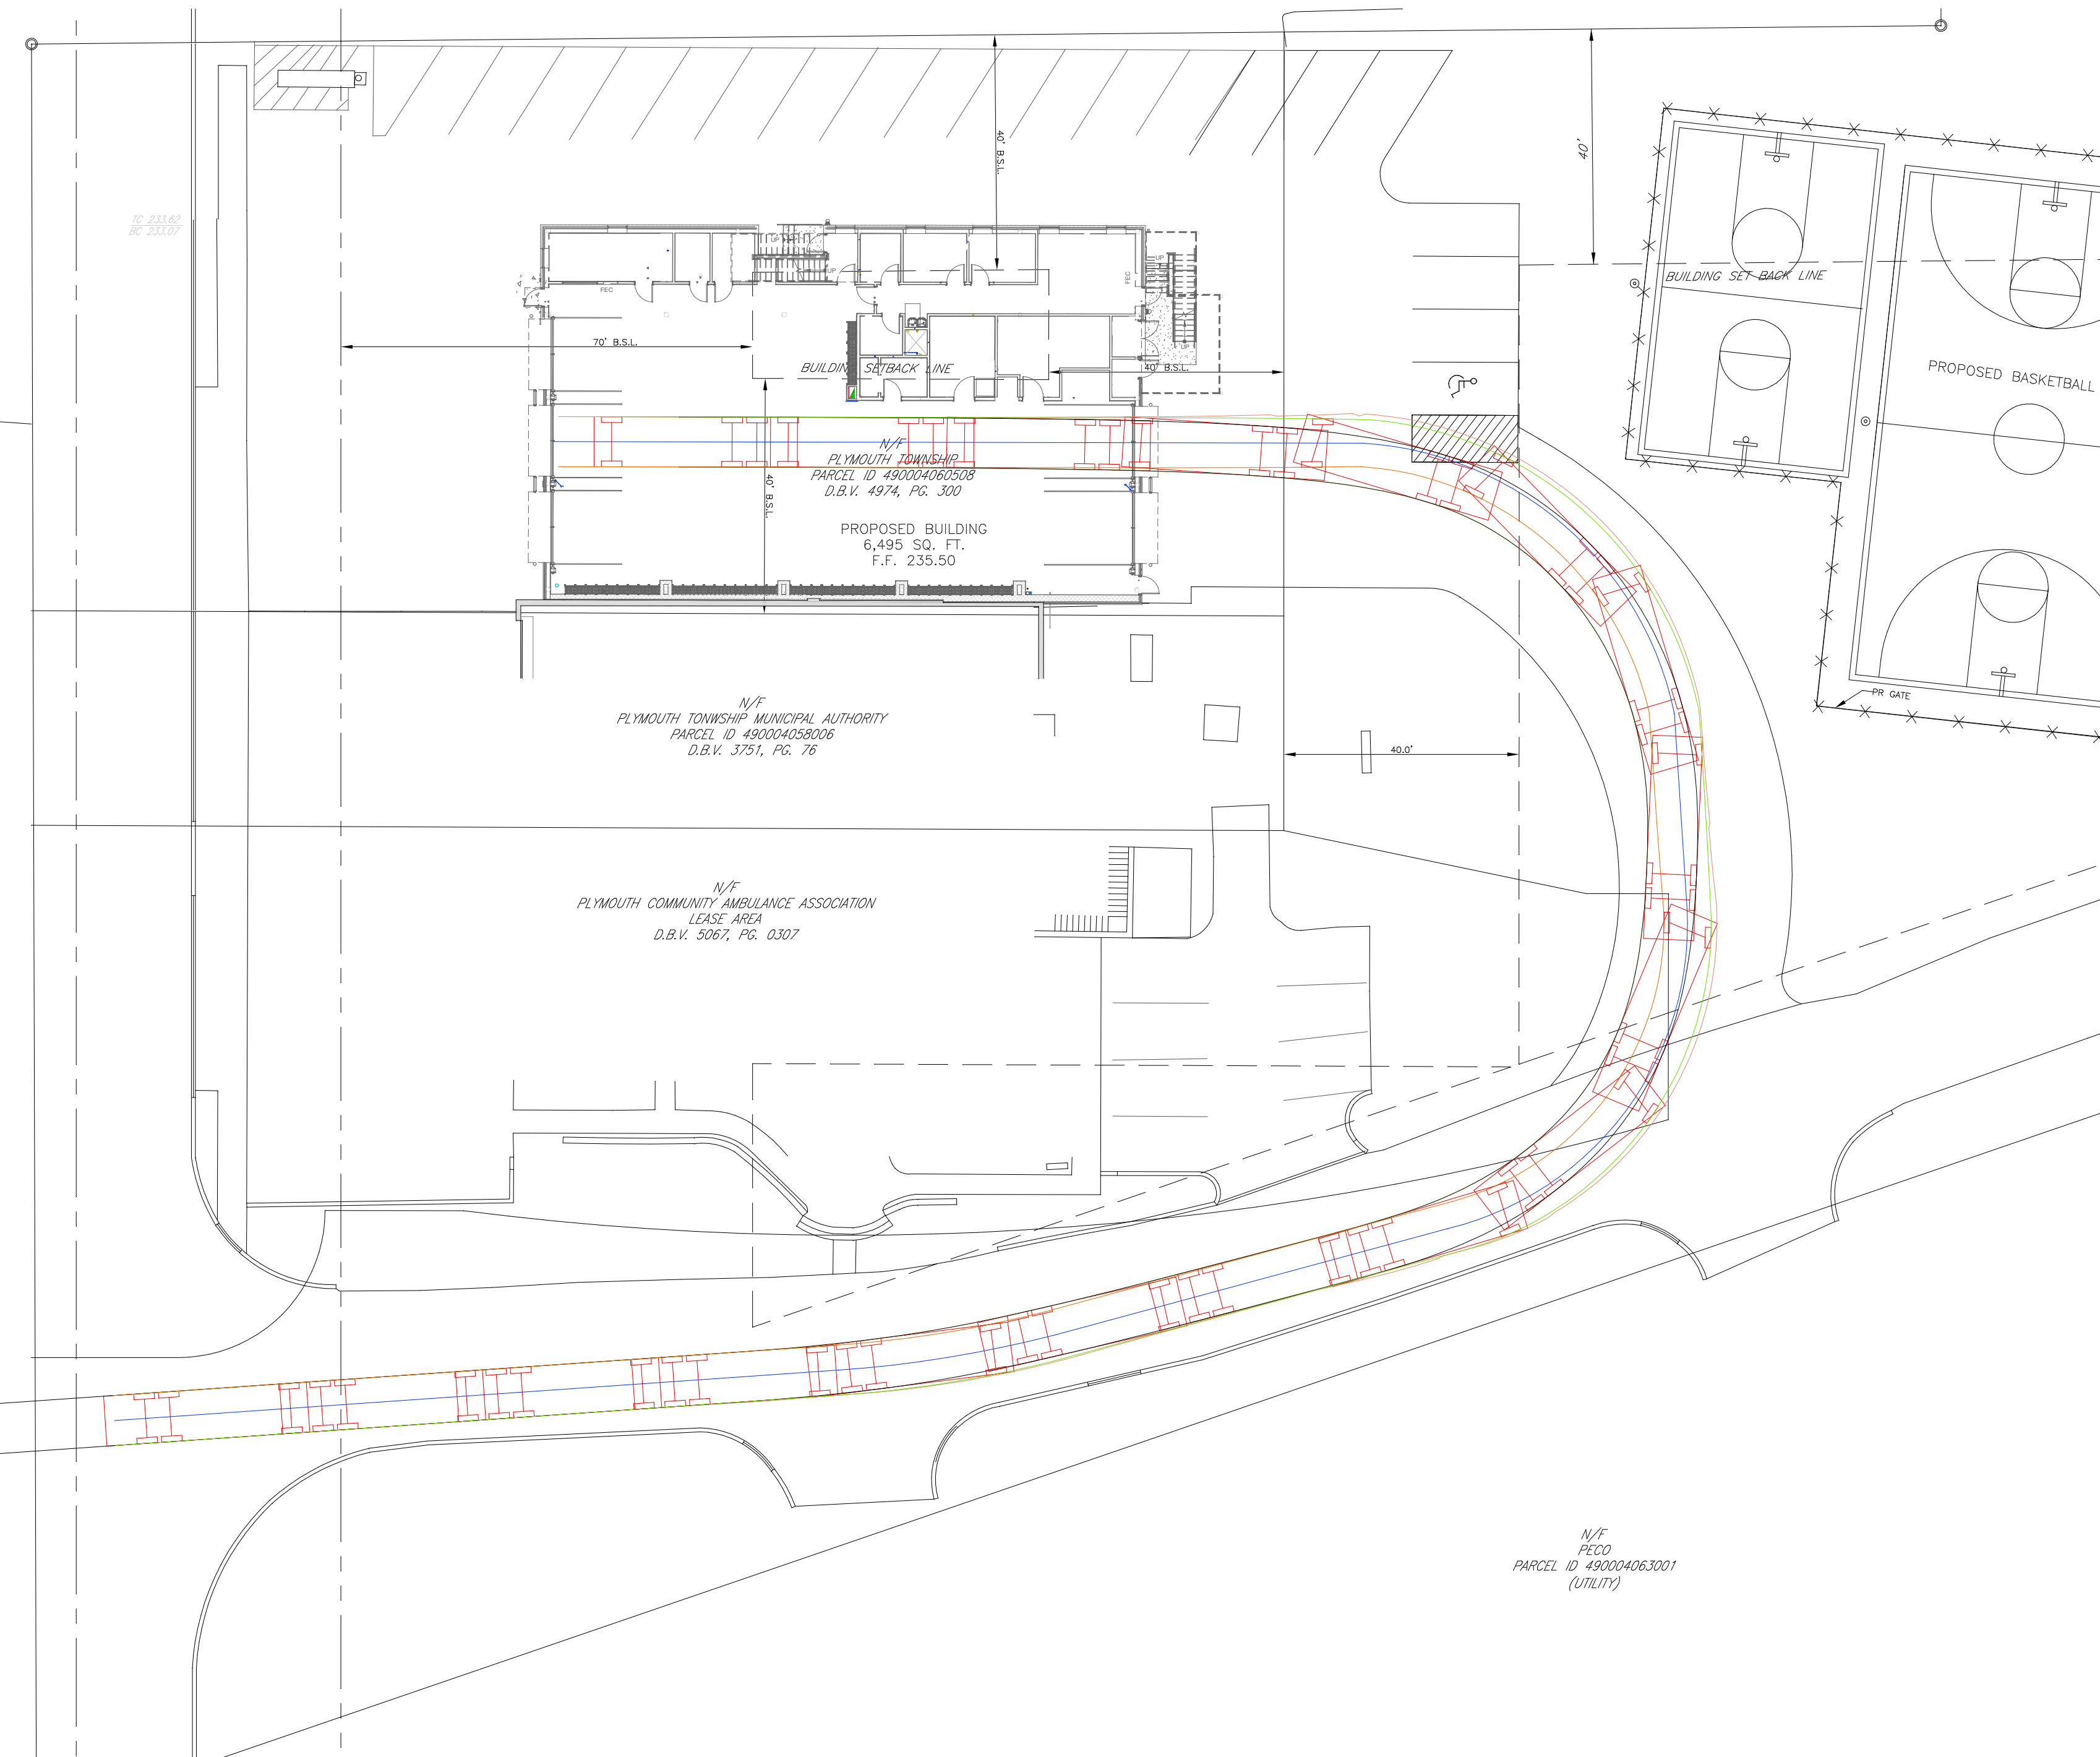 40' B.S.L.
40'
TC 233.62
BC 233.07
UP
UP
UP
UP
FEC
FEC
BUILDING SET BACK LINE
70' B.S.L.
BUILDING SETBACK LINE
40' B.S.L.
PROPOSED BASKETBALL
N/F
PLYMOUTH TOWNSHIP
PARCEL ID 490004060508
D.B.V. 4974, PG. 300
40' B.S.L.
PROPOSED BUILDING
6,495 SQ. FT.
F.F. 235.50
PR GATE
N/F
PLYMOUTH TONWSHIP MUNICIPAL AUTHORITY
PARCEL ID 490004058006
D.B.V. 3751, PG. 76
40.0'
N/F
PLYMOUTH COMMUNITY AMBULANCE ASSOCIATION
LEASE AREA
D.B.V. 5067, PG. 0307
N/F
PECO
PARCEL ID 490004063001
(UTILITY)